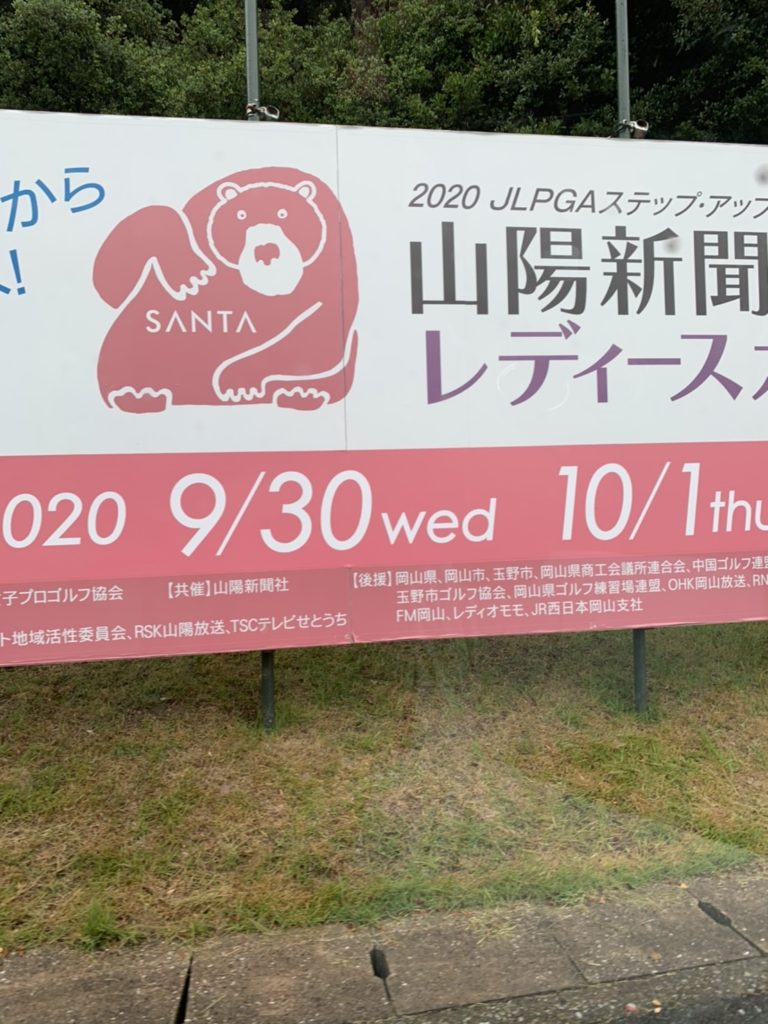 から
!
SANTA
2020 JLPGAステップ・アップ
山陽新聞
レディース
2020 9/30 wed 10/1 thu
子プロゴルフ協会 【共催】山陽新聞社
ト地域活性委員会、RSK山陽放送、TSCテレビせとうち
【後援】岡山県、岡山市、玉野市、岡山県商工会議所連合会、中国ゴルフ連盟
玉野市ゴルフ協会、岡山県ゴルフ練習場連盟、OHK岡山放送、RN
FM岡山、レディオモモ、JR西日本岡山支社